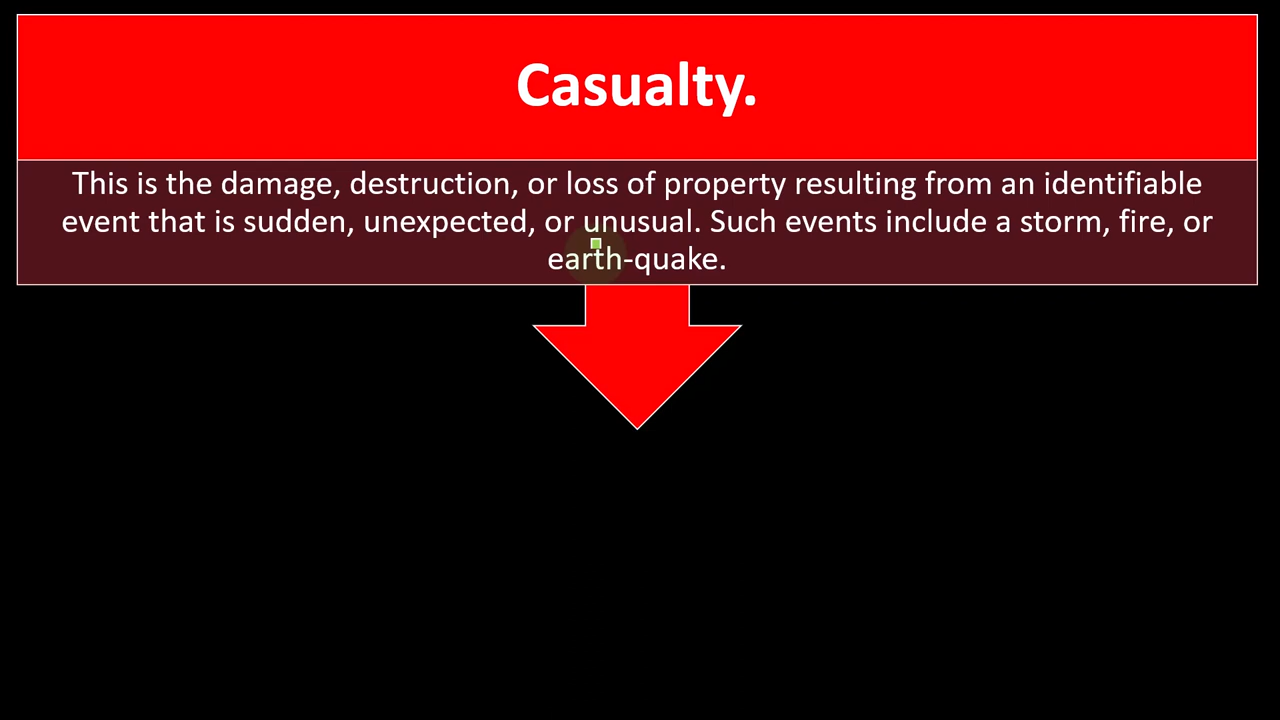 Casualty.
This is the damage, destruction, or loss of property resulting from an identifiable
event that is sudden, unexpected, or unusual. Such events include a storm, fire, or
earth-quake.